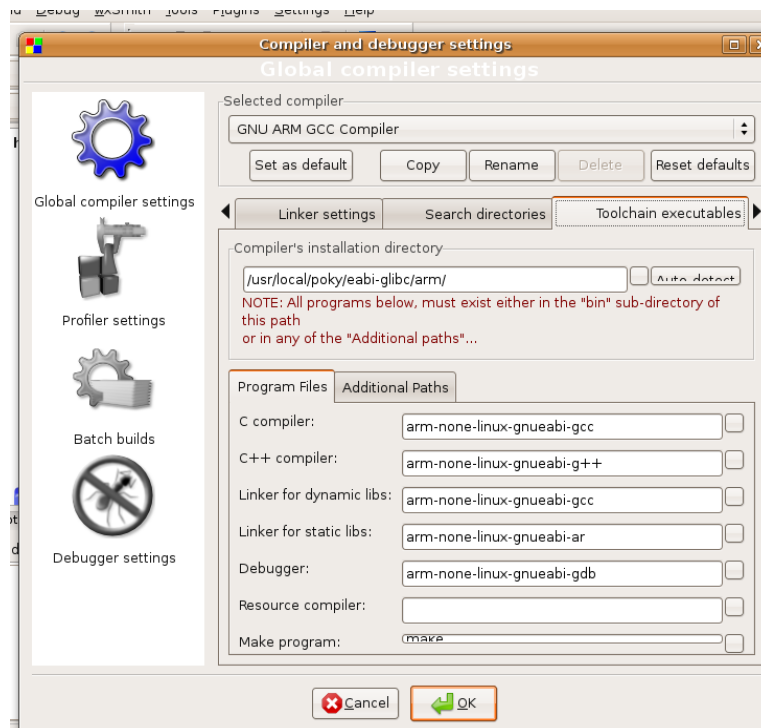 Debug wxSmith Tools Plugins Settings Help
Compiler and debugger settings
Global compiler settings
Selected compiler
GNU ARM GCC Compiler
Set as default Copy Rename Delete Reset defaults
Global compiler settings
Linker settings Search directories Toolchain executables
Compiler's installation directory
/usr/local/poky/eabi-glibc/arm/ Auto-detect
NOTE: All programs below, must exist either in the "bin" sub-directory of
this path
or in any of the "Additional paths"...
Profiler settings
Program Files Additional Paths
C compiler: arm-none-linux-gnueabi-gcc
Batch builds
C++ compiler: arm-none-linux-gnueabi-g++
Linker for dynamic libs: arm-none-linux-gnueabi-gcc
Linker for static libs: arm-none-linux-gnueabi-ar
Debugger settings
Debugger: arm-none-linux-gnueabi-gdb
Resource compiler:
Make program: make
Cancel OK